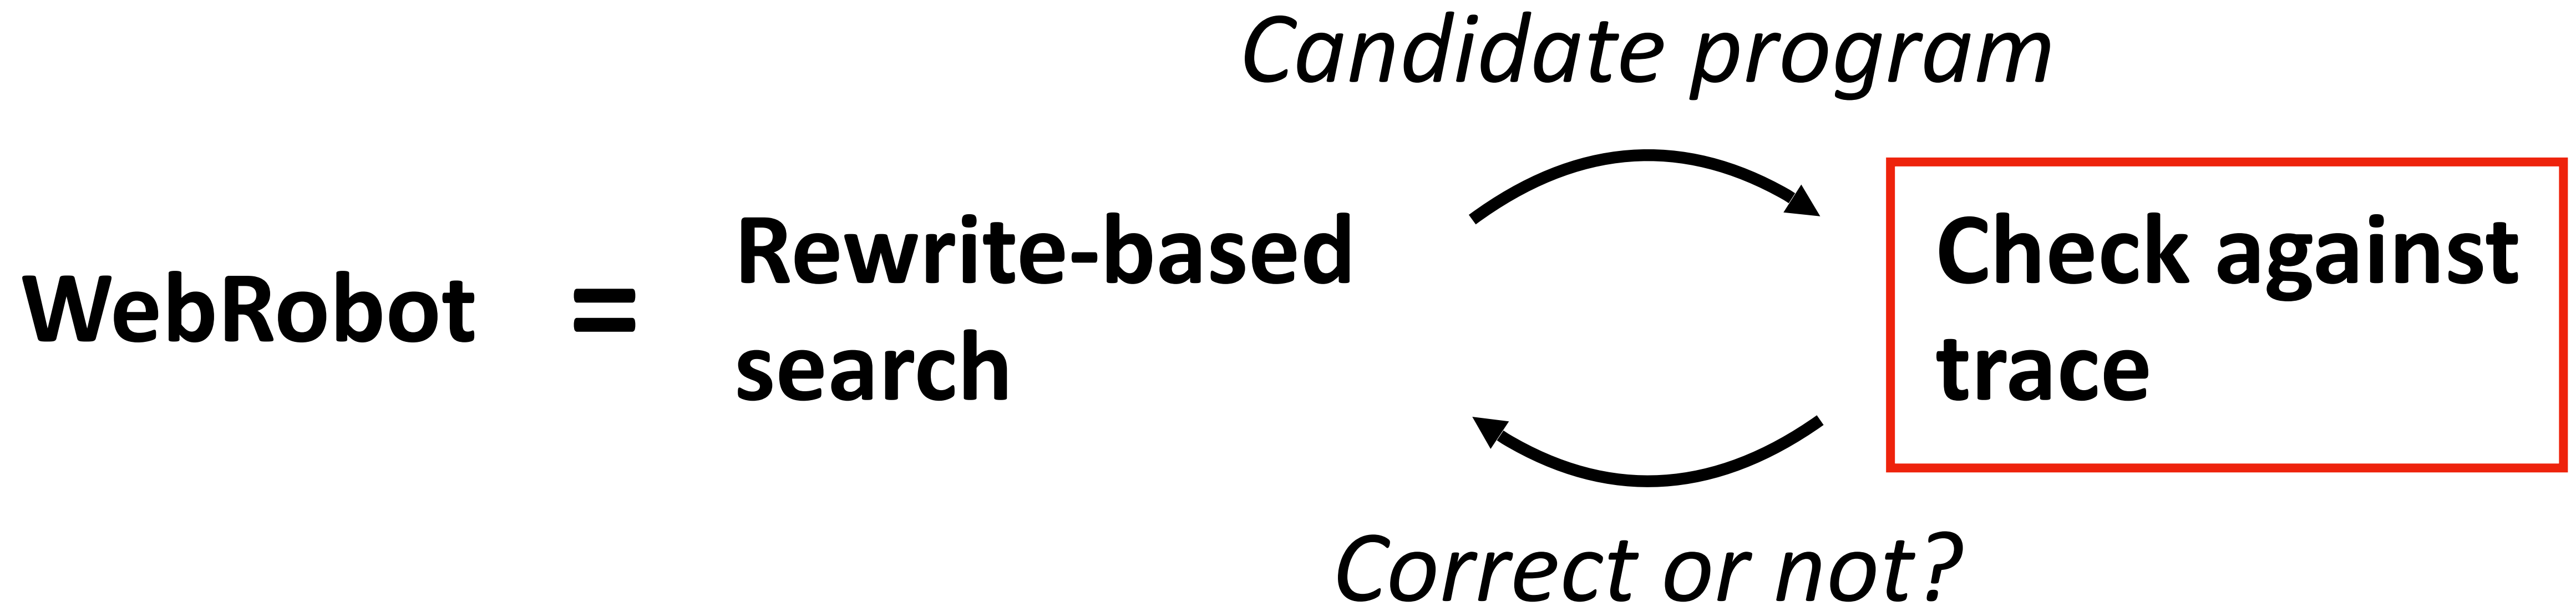 Candidate program
WebRobot = Rewrite-based
search
Check against
trace
Correct or not?